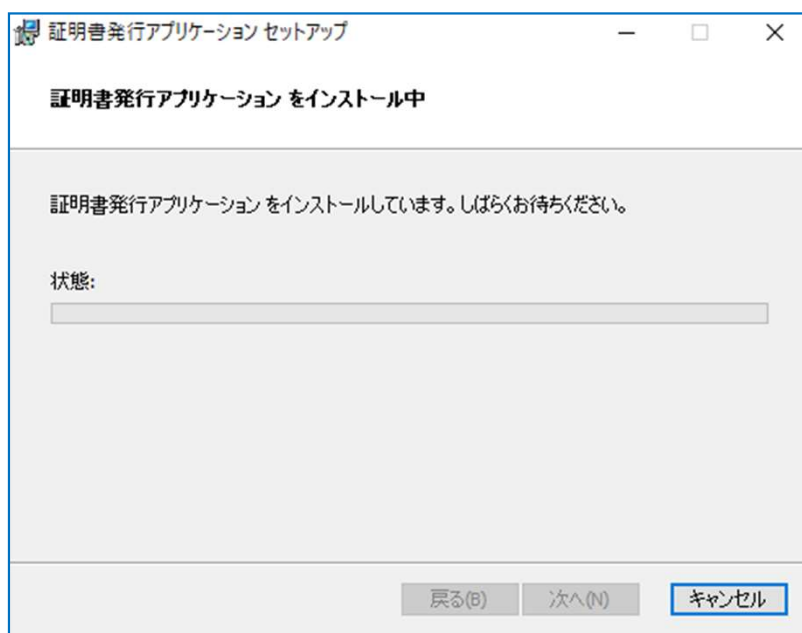 証明書発行アプリケーション セットアップ
証明書発行アプリケーション をインストール中
証明書発行アプリケーション をインストールしています。しばらくお待ちください。
状態:
戻る(B)
次へ(N)
キャンセル